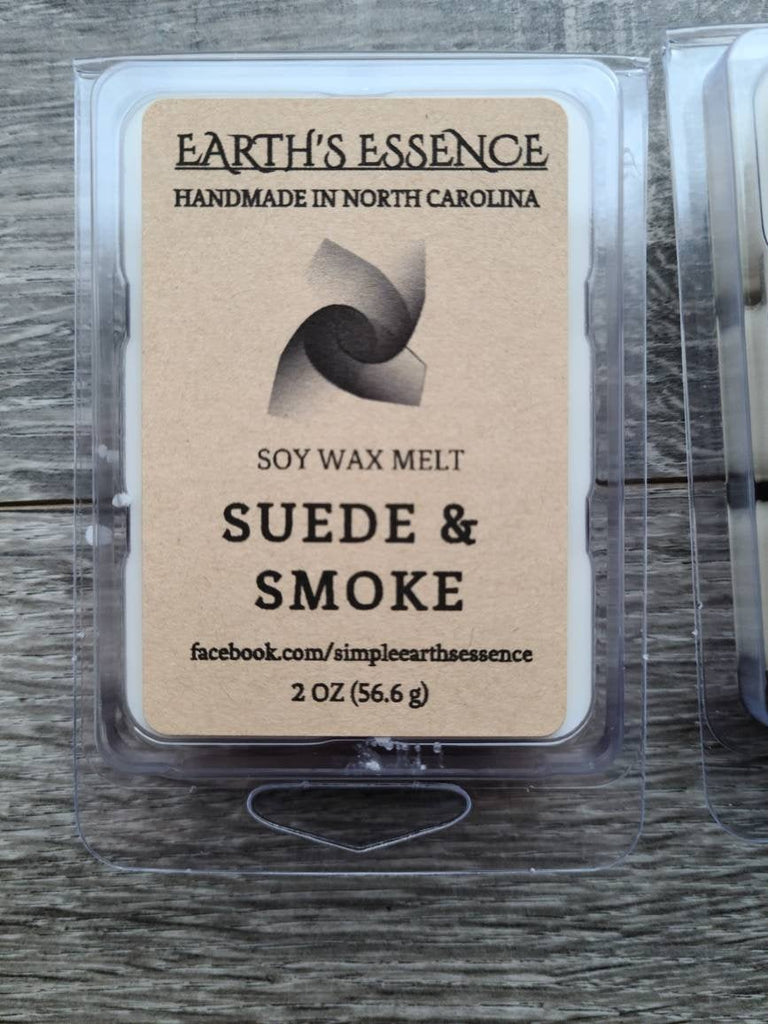 EARTH'S ESSENCE
HANDMADE IN NORTH CAROLINA
SOY WAX MELT
SUEDE &
SMOKE
facebook.com/simpleearthsessence
2 OZ (56.6 g)